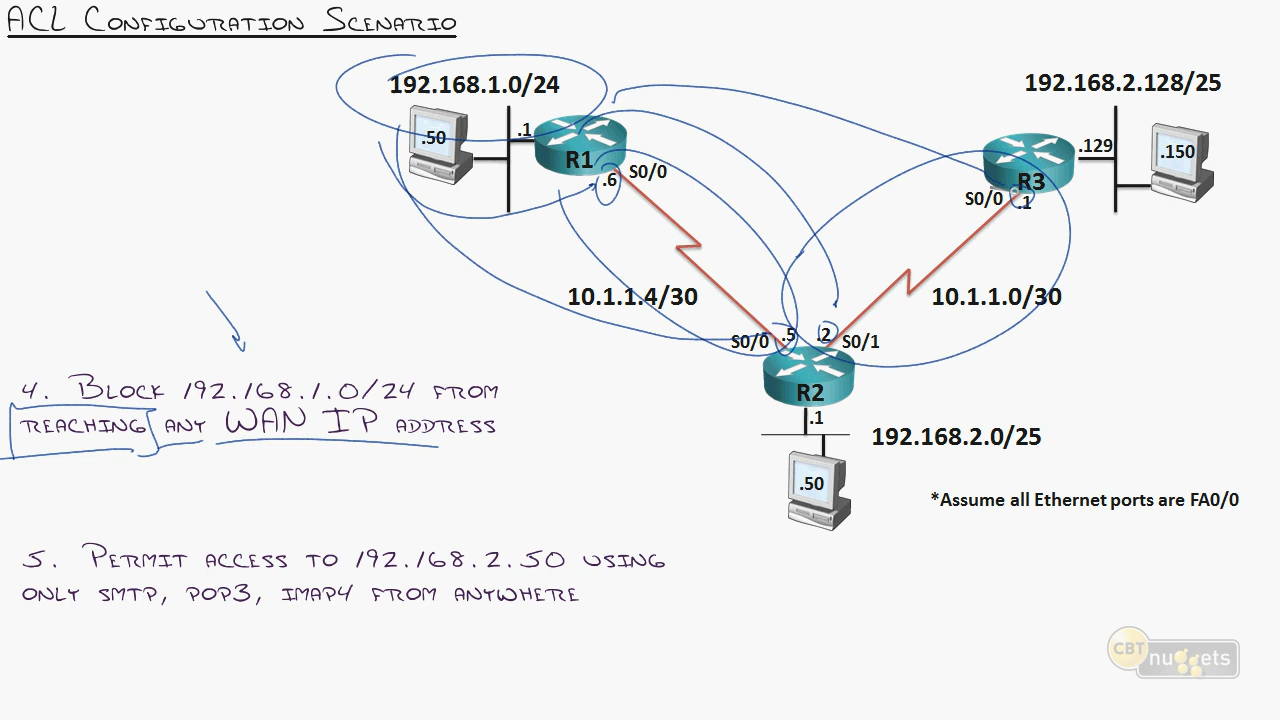 ACL Configuration Scenario
192.168.1.0/24
.50
.1
R1
.6
S0/0
192.168.2.128/25
.129
.150
R3
S0/0
.1
10.1.1.4/30
10.1.1.0/30
S0/0
.5
.2
S0/1
R2
.1
192.168.2.0/25
.50
*Assume all Ethernet ports are FA0/0
4. Block 192.168.1.0/24 from
reaching any WAN IP address
5. Permit access to 192.168.2.50 using
only SMTP, POP3, IMAP4 from anywhere
CBT nuggets